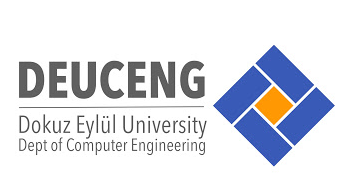 DEUCENG
Dokuz Eylül University
Dept of Computer Engineering